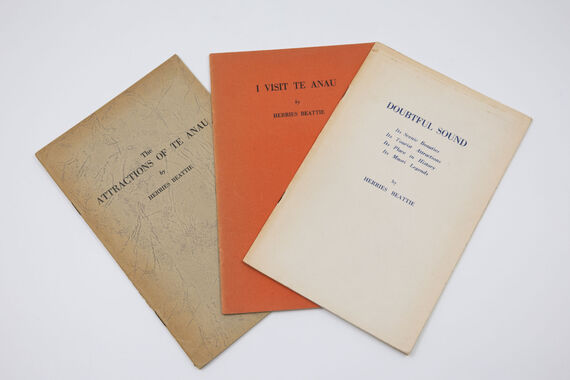 The
ATTRACTIONS OF TE ANAU
by
HERRIES BEATTIE
I VISIT TE ANAU
by
HERRIES BEATTIE
DOUBTFUL SOUND
Its Scenic Beauties
Its Tourist Attractions
Its Place in History
Its Maori Legends
by
HERRIES BEATTIE